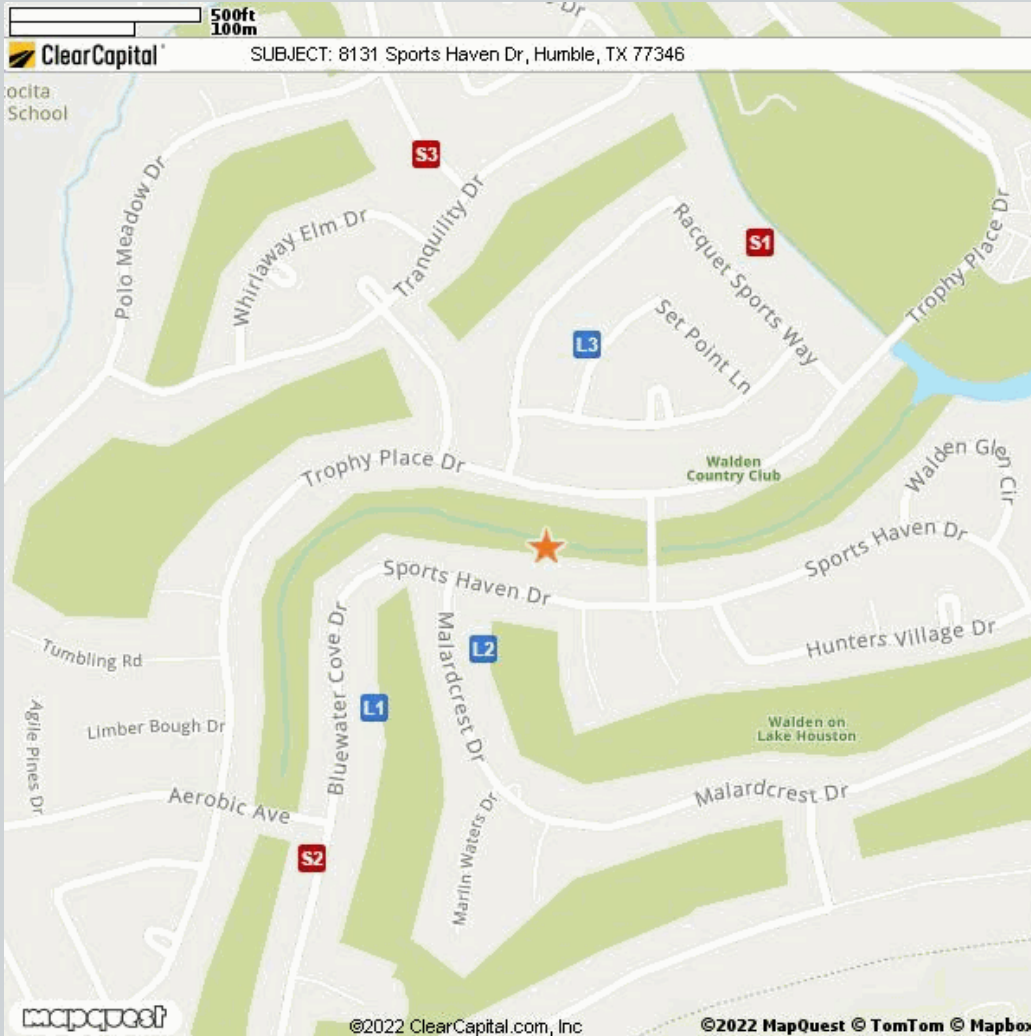 500ft
100m
ClearCapital
SUBJECT: 8131 Sports Haven Dr, Humble, TX 77346
Dr
ocita
School
S3
Polo Meadow Dr
Whirlaway Elm Dr
Tranquility Dr
Racquet Sports Way
S1
Trophy Place Dr
Set Point Ln
L3
Trophy Place Dr
Walden
Country Club
Walden Glen Cir
Sports Haven Dr
Sports Haven Dr
Bluewater Cove Dr
Malardcrest Dr
L2
Hunters Village Dr
Tumbling Rd
L1
Agile Pines Dr
Limber Bough Dr
Walden on
Lake Houston
Aerobic Ave
Malardcrest Dr
Marlin Waters Dr
S2
mapquest
©2022 ClearCapital.com, Inc
©2022 MapQuest © TomTom © Mapbo